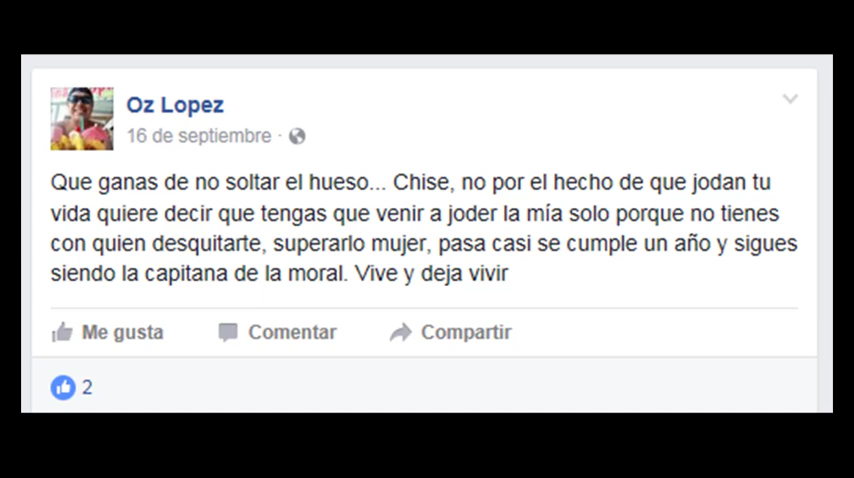 Oz Lopez
16 de septiembre ·
Que ganas de no soltar el hueso... Chise, no por el hecho de que jodan tu
vida quiere decir que tengas que venir a joder la mía solo porque no tienes
con quien desquitarte, superarlo mujer, pasa casi se cumple un año y sigues
siendo la capitana de la moral. Vive y deja vivir
Me gusta Comentar Compartir
2